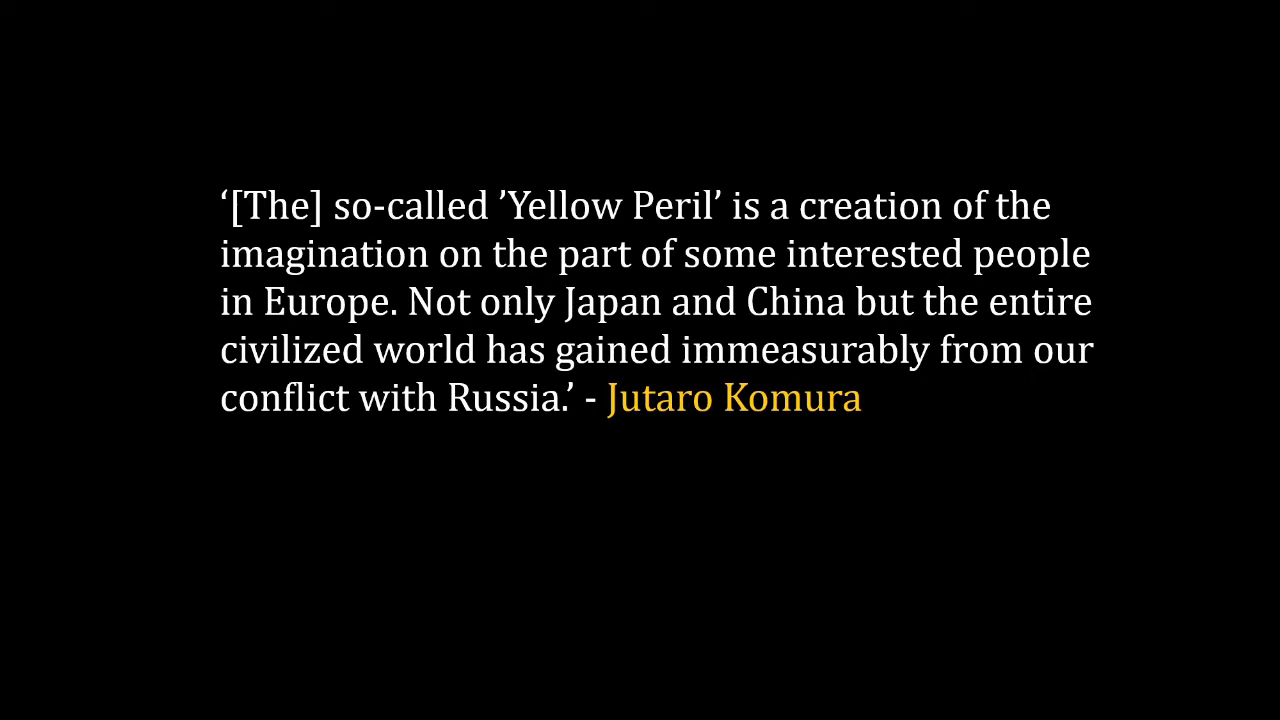 ‘[The] so-called ’Yellow Peril’ is a creation of the
imagination on the part of some interested people
in Europe. Not only Japan and China but the entire
civilized world has gained immeasurably from our
conflict with Russia.’ - Jutaro Komura